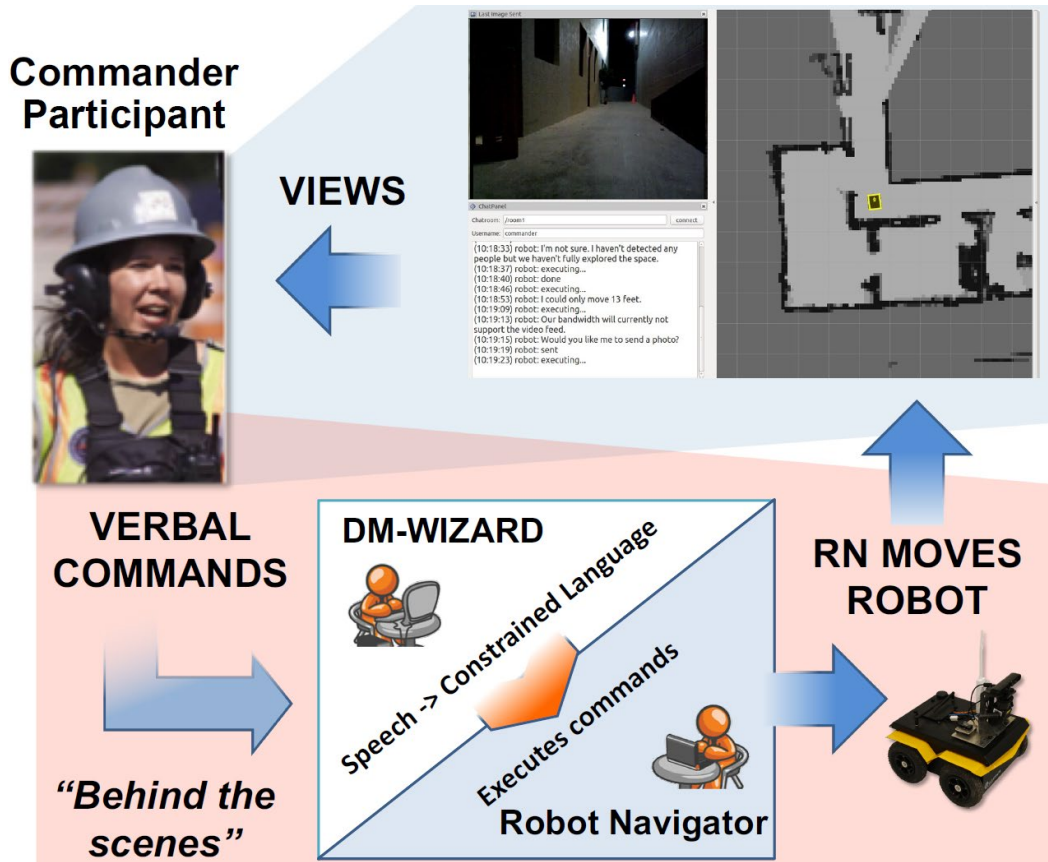 Commander
Participant
VIEWS
Last Image Sent
ChatPanel
Chatroom: /room1 connect
Username: commander
(10:18:33) robot: I'm not sure. I haven't detected any
people but we haven't fully explored the space.
(10:18:37) robot: executing...
(10:18:40) robot: done
(10:18:46) robot: executing...
(10:18:53) robot: I could only move 13 feet.
(10:19:09) robot: executing...
(10:19:13) robot: Our bandwidth will currently not
support the video feed.
(10:19:15) robot: Would you like me to send a photo?
(10:19:19) robot: sent
(10:19:23) robot: executing...
VERBAL
COMMANDS
"Behind the
scenes"
DM-WIZARD
Speech -> Constrained Language
Executes commands
Robot Navigator
RN MOVES
ROBOT